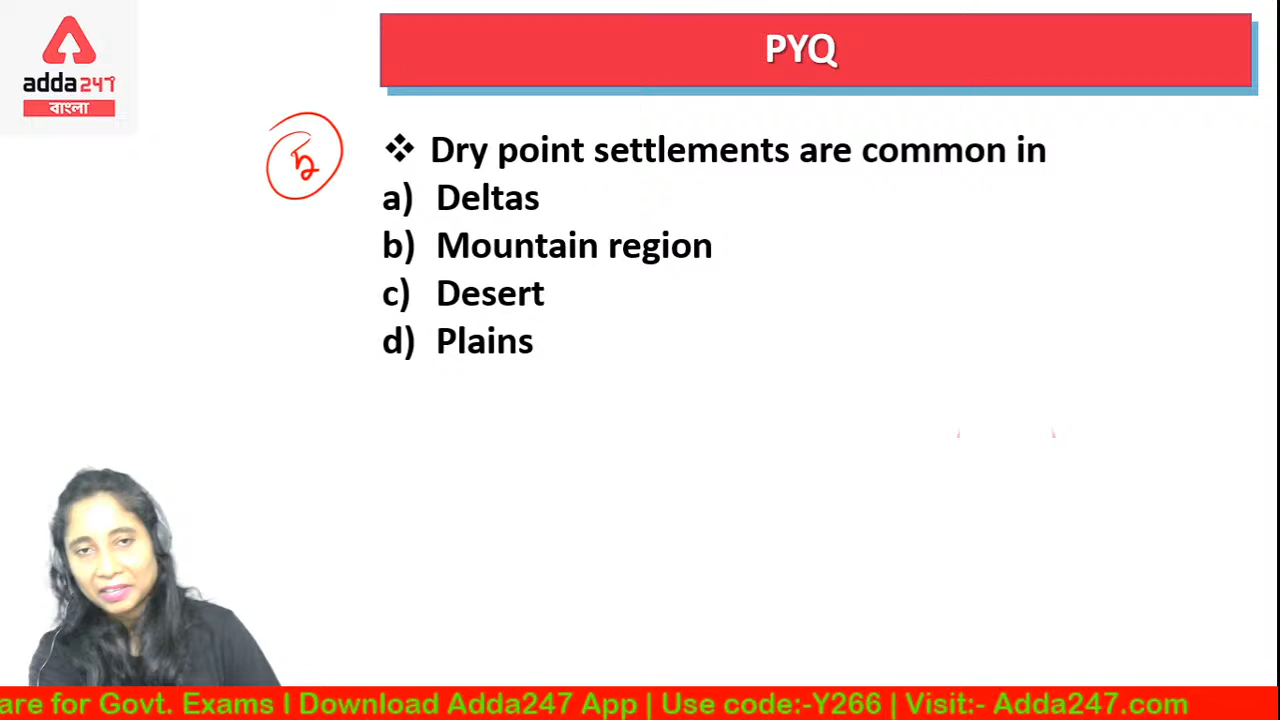 adda247
বাংলা
PYQ
❖ Dry point settlements are common in
a) Deltas
b) Mountain region
c) Desert
d) Plains
are for Govt. Exams I Download Adda247 App | Use code:-Y266 | Visit:- Adda247.com